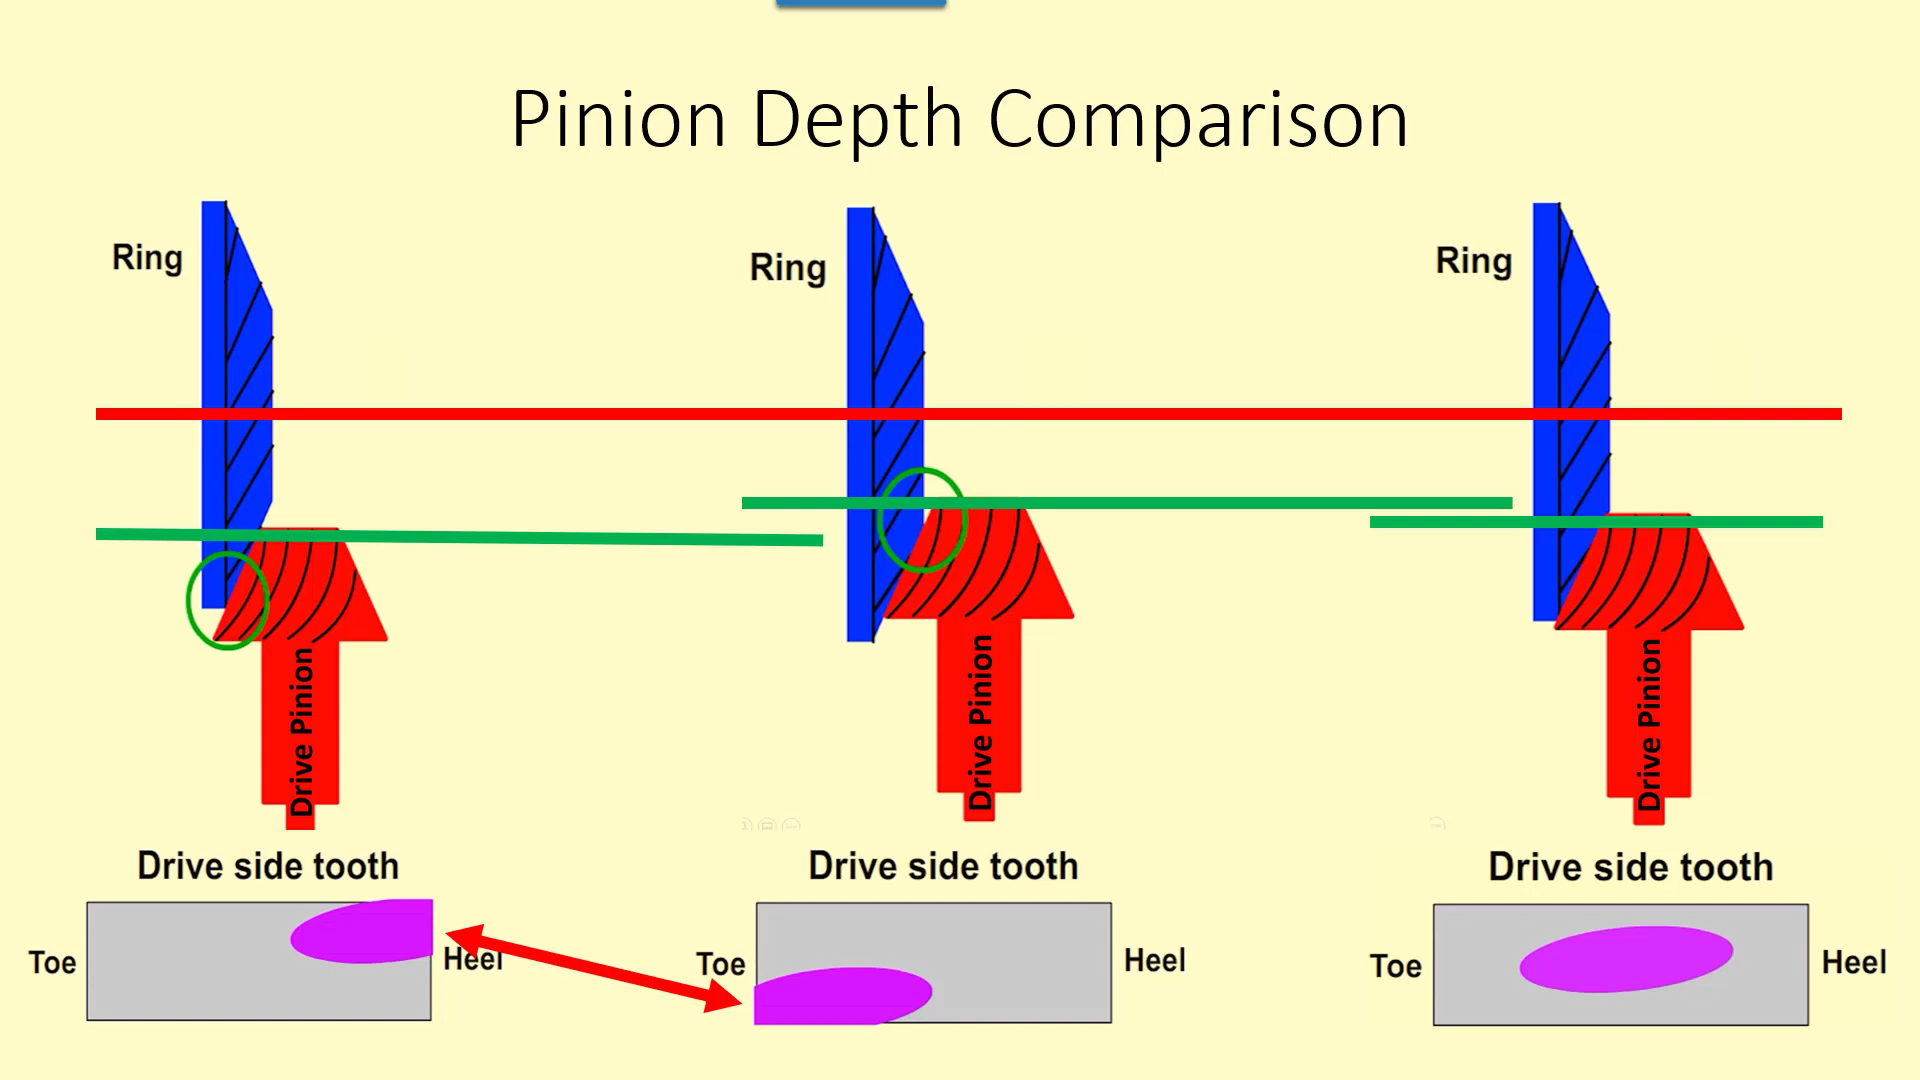 Pinion Depth Comparison
Ring
Ring
Ring
Drive Pinion
Drive Pinion
Drive Pinion
Drive side tooth
Drive side tooth
Drive side tooth
Toe
Heel
Toe
Heel
Toe
Heel